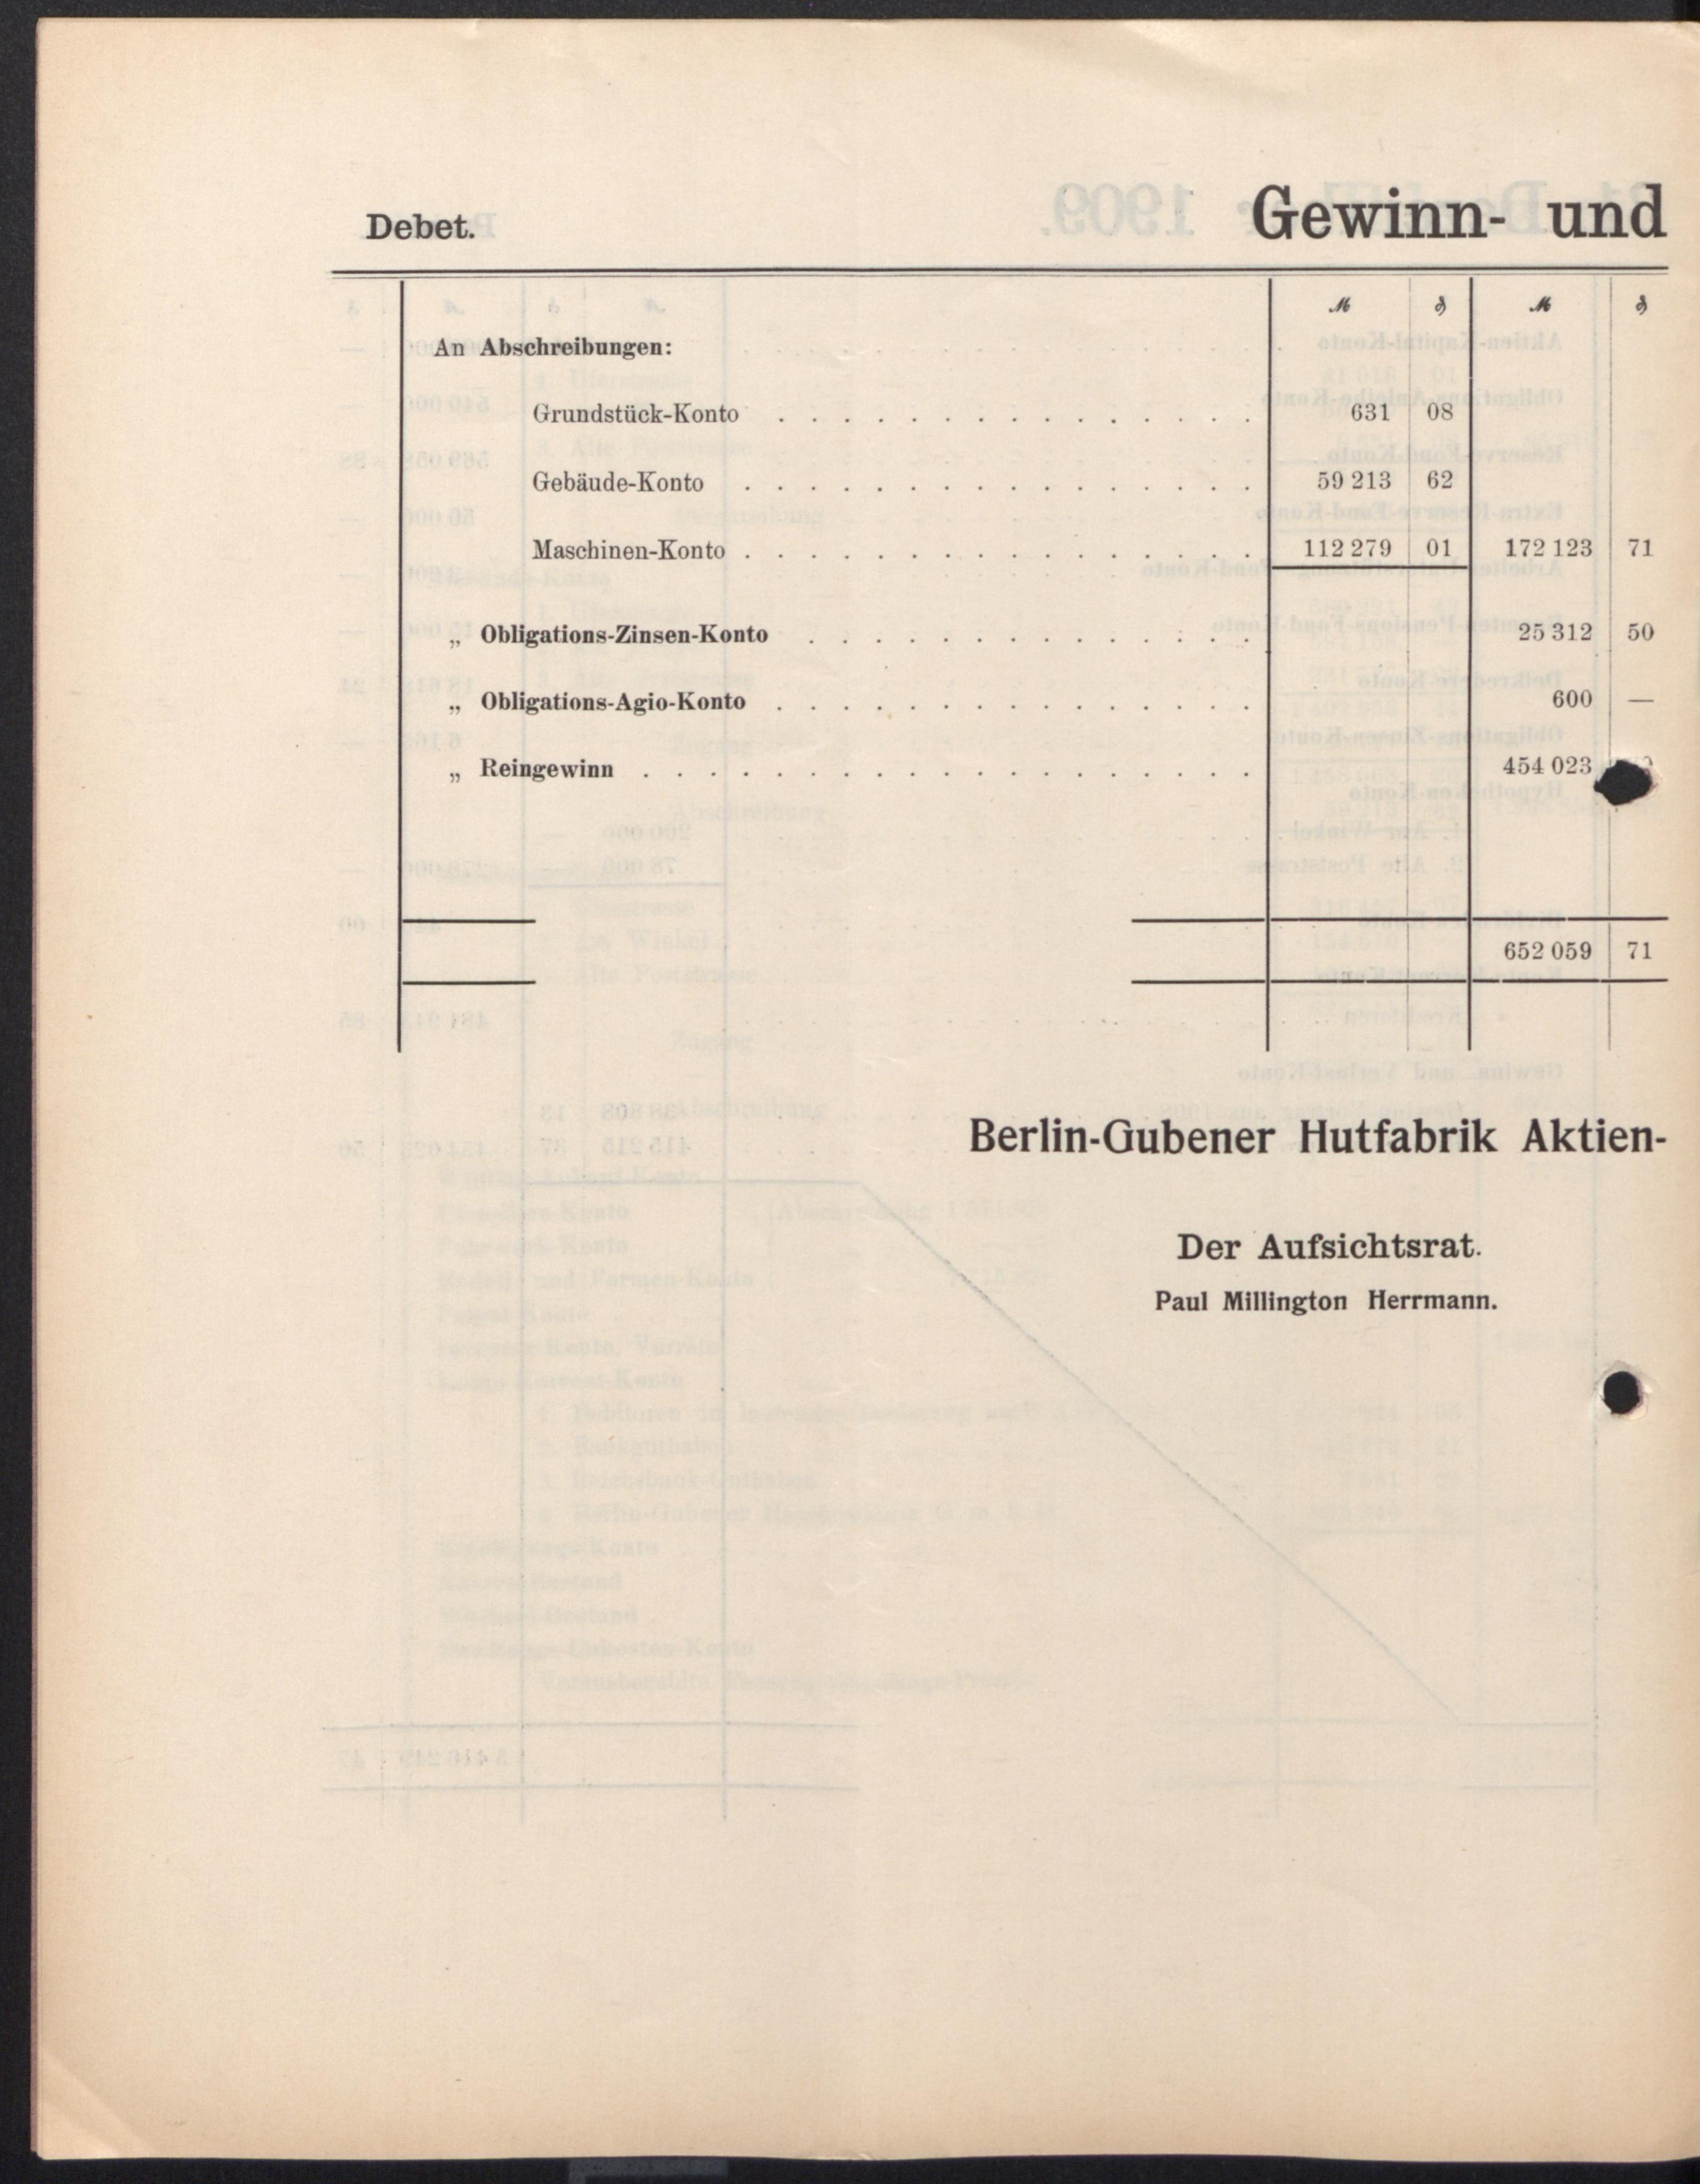 Debet. Gewinn- und
ℳ ₰ ℳ ₰
An Abschreibungen:
Grundstück-Konto . . . . . . . . . . . . . . . 631 08
Gebäude-Konto . . . . . . . . . . . . . . . . 59 213 62
Maschinen-Konto . . . . . . . . . . . . . . . . 112 279 01 172 123 71
„ Obligations-Zinsen-Konto . . . . . . . . . . . . . . 25 312 50
„ Obligations-Agio-Konto . . . . . . . . . . . . . . . 600 —
„ Reingewinn . . . . . . . . . . . . . . . . . . . 454 023
652 059 71
Berlin-Gubener Hutfabrik Aktien-
Der Aufsichtsrat.
Paul Millington Herrmann.